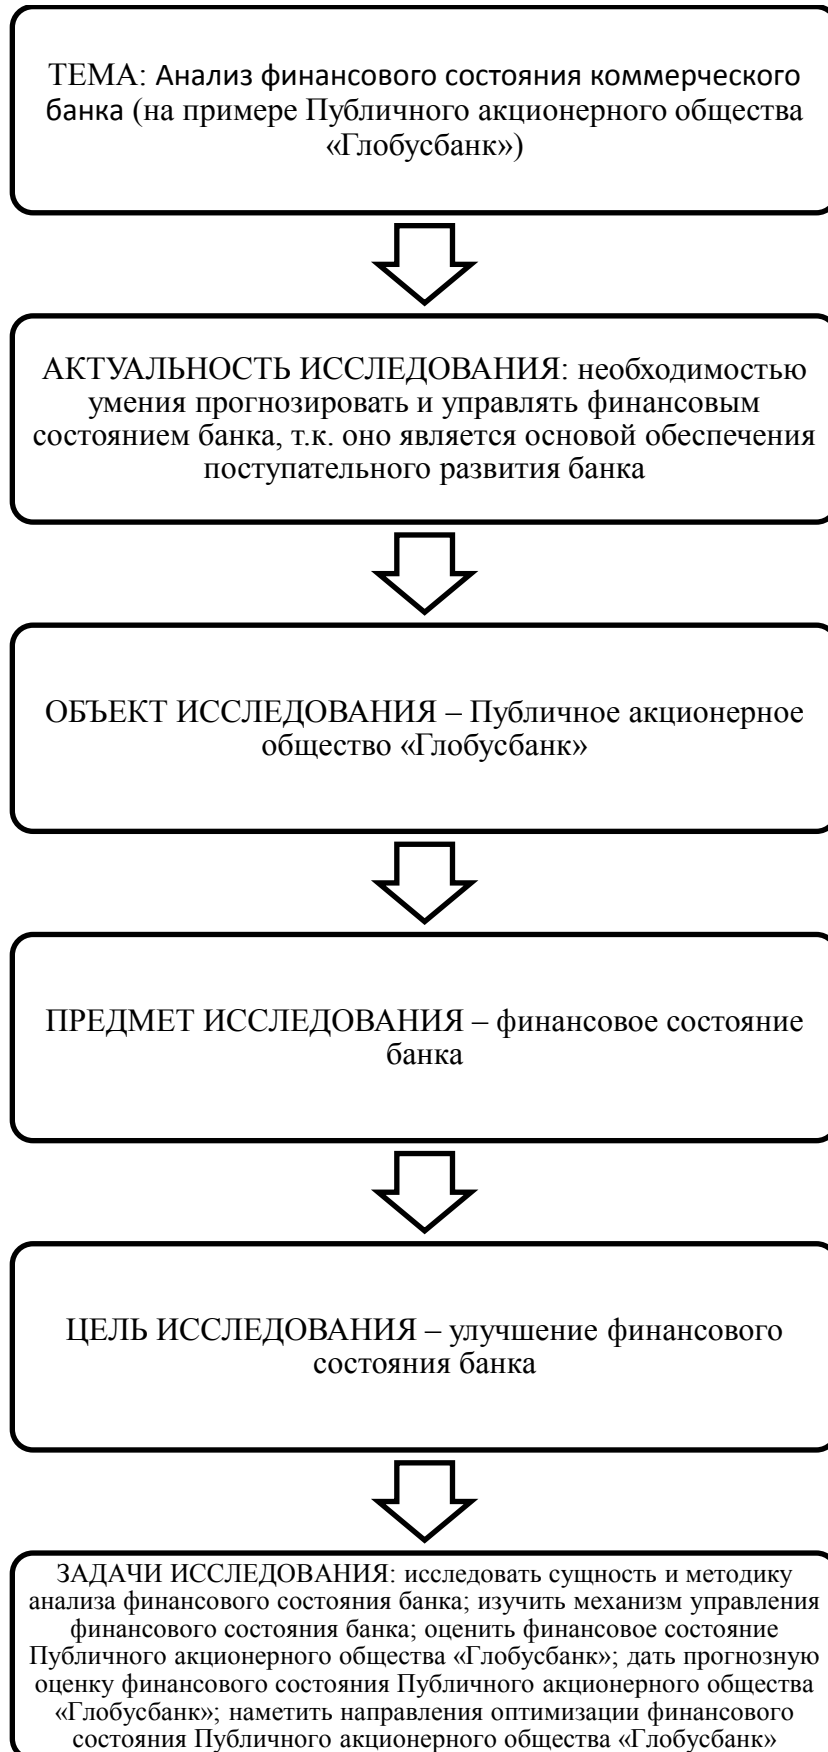 ТЕМА: Анализ финансового состояния коммерческого
банка (на примере Публичного акционерного общества
«Глобусбанк»)
АКТУАЛЬНОСТЬ ИССЛЕДОВАНИЯ: необходимостью
умения прогнозировать и управлять финансовым
состоянием банка, т.к. оно является основой обеспечения
поступательного развития банка
ОБЪЕКТ ИССЛЕДОВАНИЯ – Публичное акционерное
общество «Глобусбанк»
ПРЕДМЕТ ИССЛЕДОВАНИЯ – финансовое состояние
банка
ЦЕЛЬ ИССЛЕДОВАНИЯ – улучшение финансового
состояния банка
ЗАДАЧИ ИССЛЕДОВАНИЯ: исследовать сущность и методику
анализа финансового состояния банка; изучить механизм управления
финансового состояния банка; оценить финансовое состояние
Публичного акционерного общества «Глобусбанк»; дать прогнозную
оценку финансового состояния Публичного акционерного общества
«Глобусбанк»; наметить направления оптимизации финансового
состояния Публичного акционерного общества «Глобусбанк»